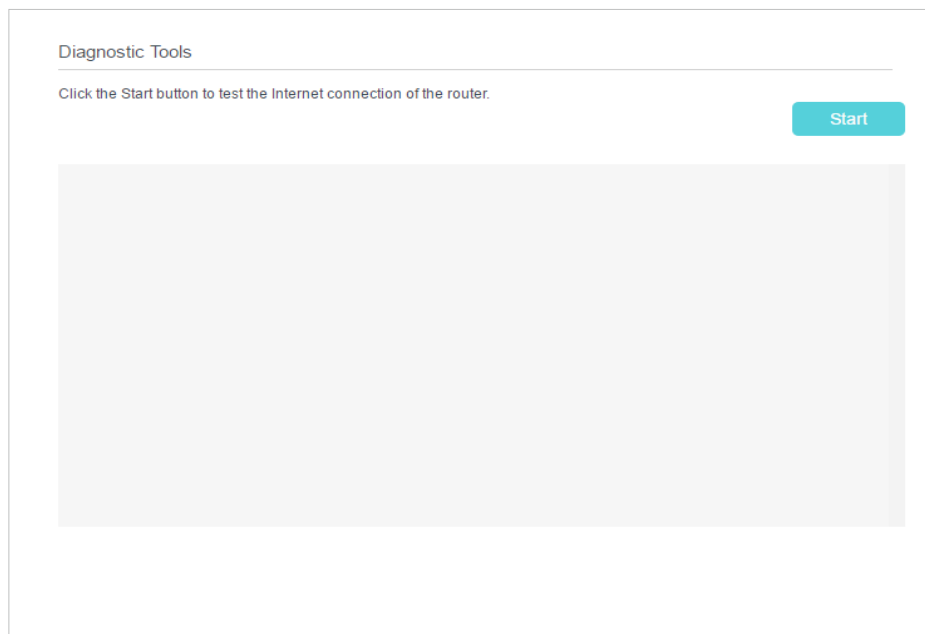 Diagnostic Tools
Click the Start button to test the Internet connection of the router.
Start